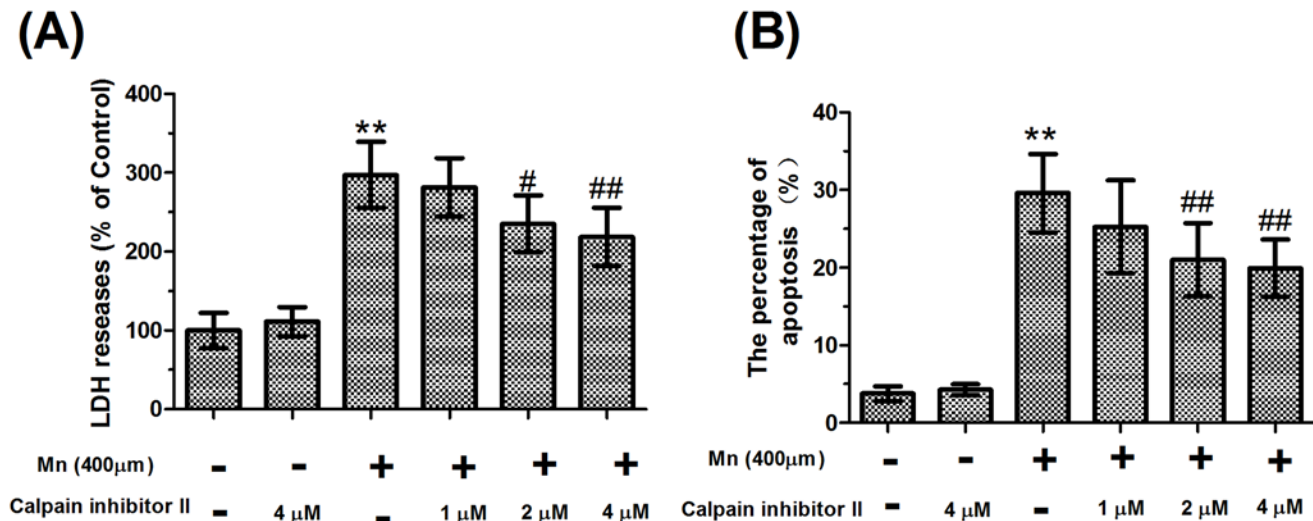 (A)
LDH reseases (% of Control)
400
300
200
100
0
**
#
##
Mn (400μm) - - + + + +
Calpain inhibitor II - 4 μM - 1 μM 2 μM 4 μM
(B)
The percentage of
apoptosis (%)
40
30
20
10
0
**
##
##
Mn (400μm) - - + + + +
Calpain inhibitor II - 4 μM - 1 μM 2 μM 4 μM